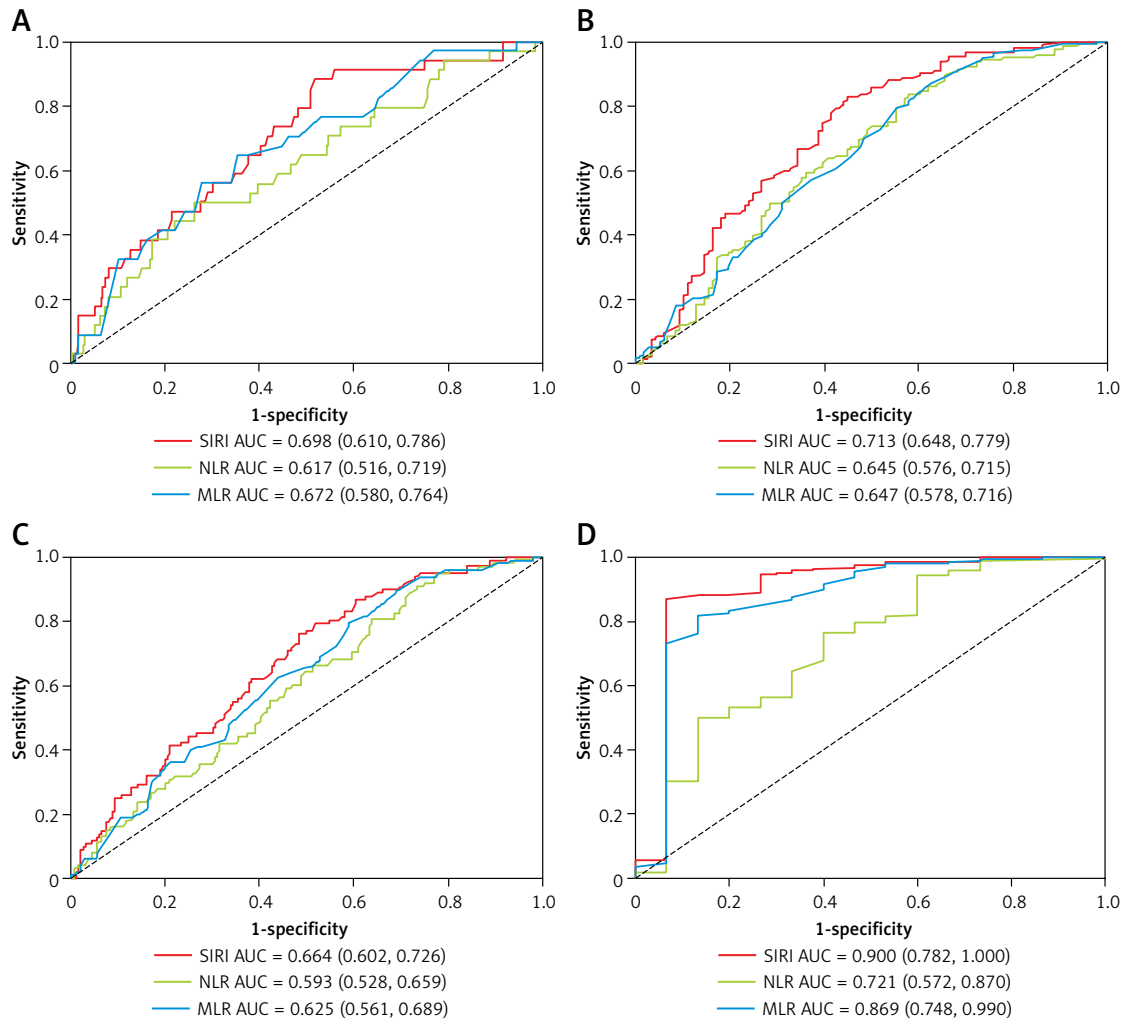 A
1.0
0.8
0.6
0.4
0.2
0
Sensitivity
0 0.2 0.4 0.6 0.8 1.0
1-specificity
SIRI AUC = 0.698 (0.610, 0.786)
NLR AUC = 0.617 (0.516, 0.719)
MLR AUC = 0.672 (0.580, 0.764)
B
1.0
0.8
0.6
0.4
0.2
0
Sensitivity
0 0.2 0.4 0.6 0.8 1.0
1-specificity
SIRI AUC = 0.713 (0.648, 0.779)
NLR AUC = 0.645 (0.576, 0.715)
MLR AUC = 0.647 (0.578, 0.716)
C
1.0
0.8
0.6
0.4
0.2
0
Sensitivity
0 0.2 0.4 0.6 0.8 1.0
1-specificity
SIRI AUC = 0.664 (0.602, 0.726)
NLR AUC = 0.593 (0.528, 0.659)
MLR AUC = 0.625 (0.561, 0.689)
D
1.0
0.8
0.6
0.4
0.2
0
Sensitivity
0 0.2 0.4 0.6 0.8 1.0
1-specificity
SIRI AUC = 0.900 (0.782, 1.000)
NLR AUC = 0.721 (0.572, 0.870)
MLR AUC = 0.869 (0.748, 0.990)